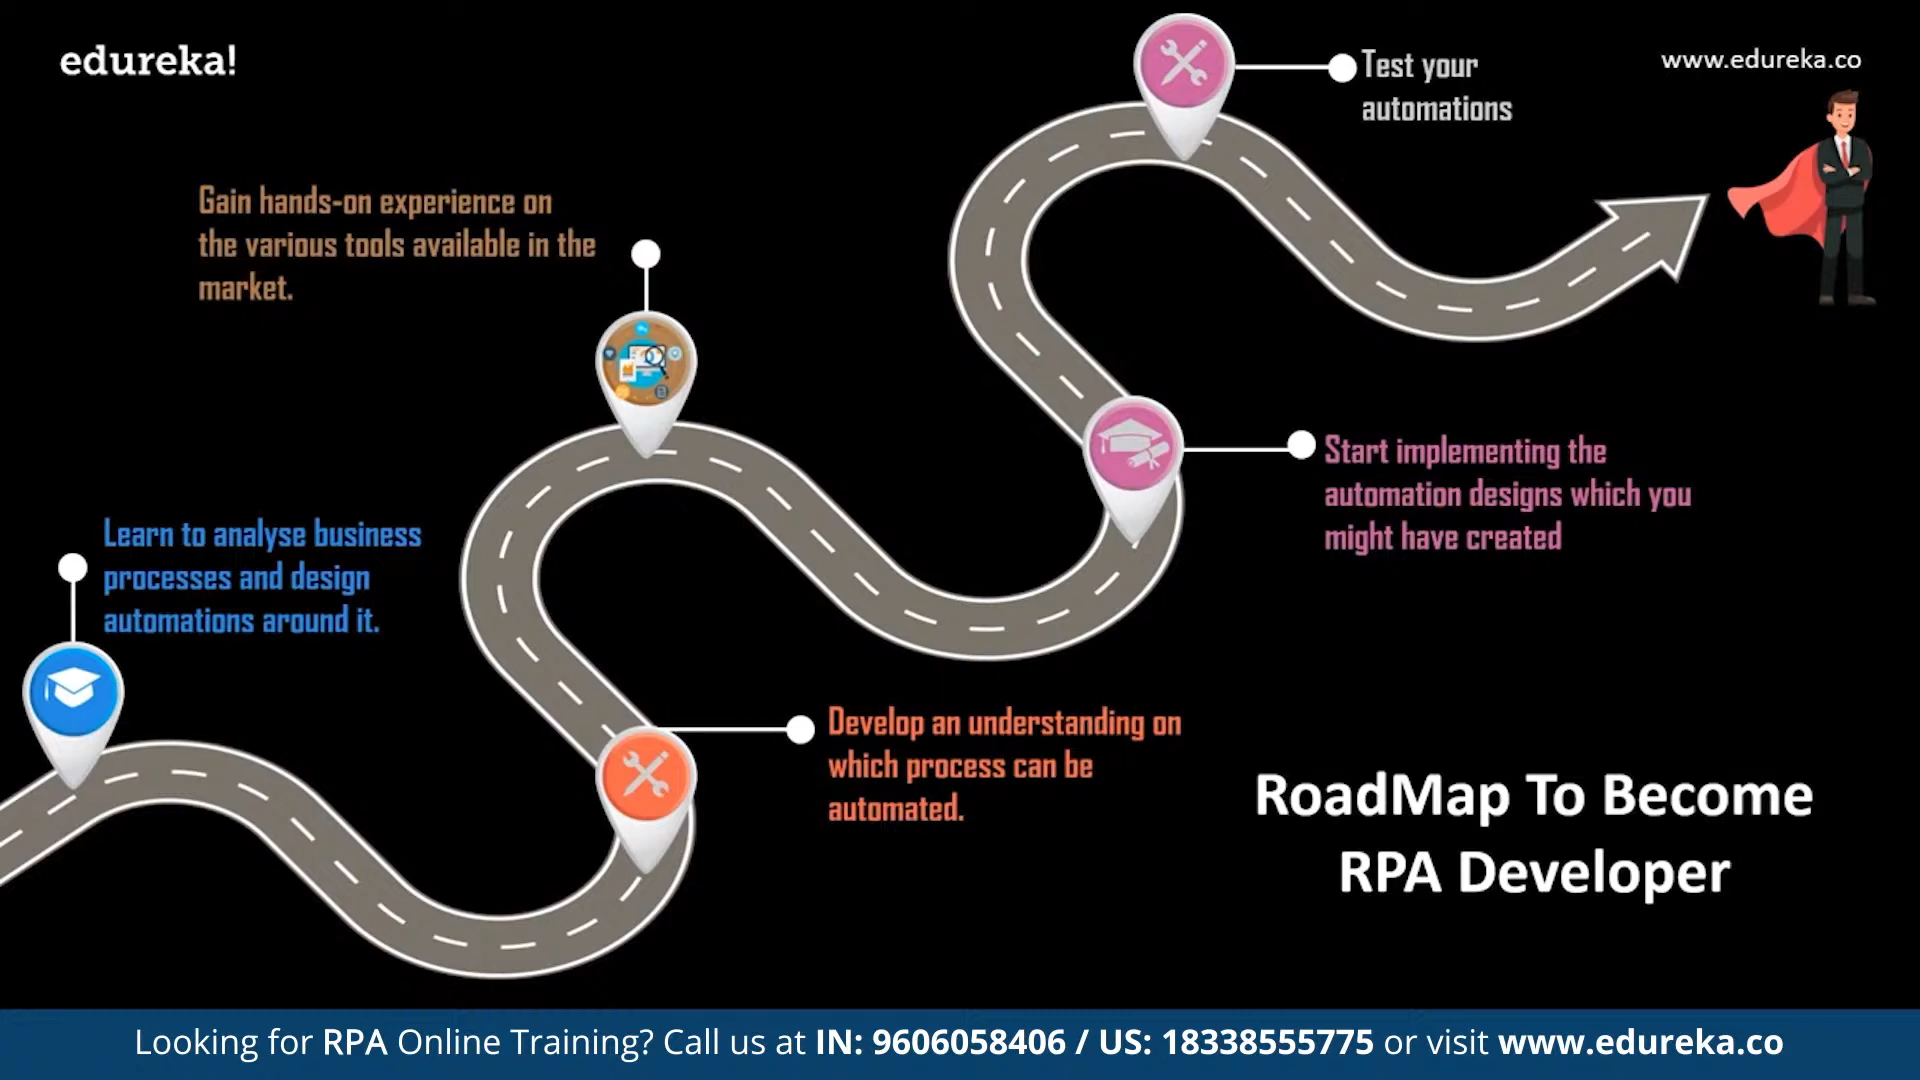 edureka!
www.edureka.co
Test your
automations
Gain hands-on experience on
the various tools available in the
market.
Start implementing the
automation designs which you
might have created
Learn to analyse business
processes and design
automations around it.
Develop an understanding on
which process can be
automated.
RoadMap To Become
RPA Developer
Looking for RPA Online Training? Call us at IN: 9606058406 / US: 18338555775 or visit www.edureka.co